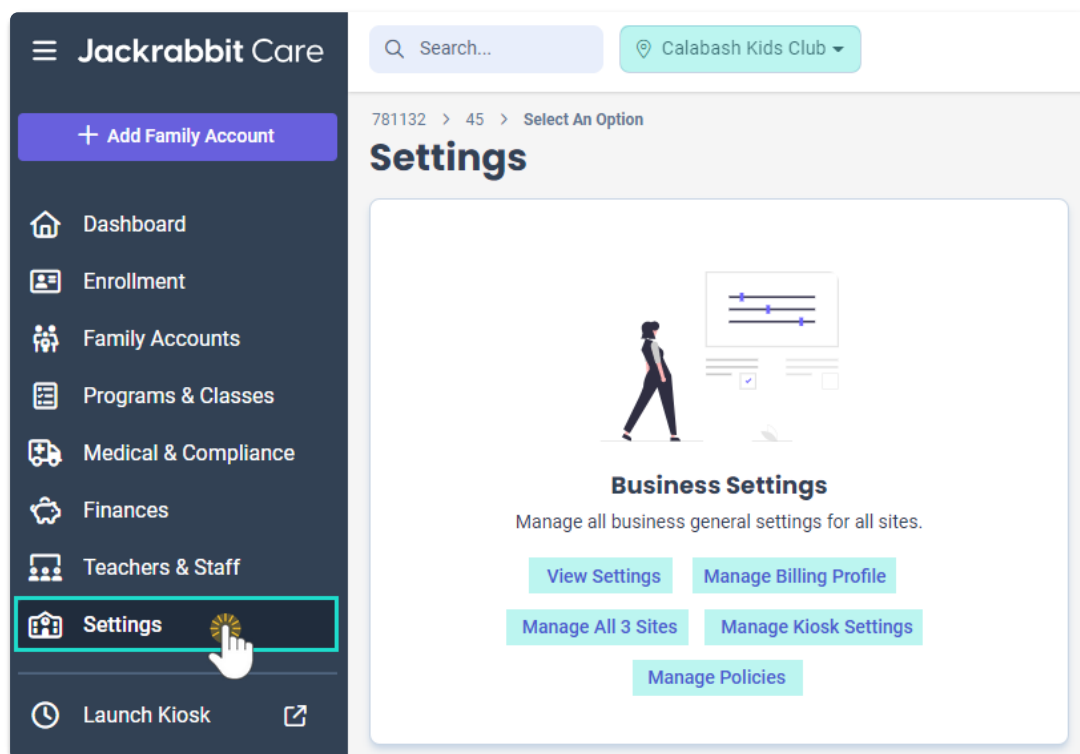 Jackrabbit Care
Search...
Calabash Kids Club
+ Add Family Account
781132 > 45 > Select An Option
Settings
Dashboard
Enrollment
Family Accounts
Programs & Classes
Medical & Compliance
Finances
Teachers & Staff
Settings
Launch Kiosk
Business Settings
Manage all business general settings for all sites.
View Settings
Manage Billing Profile
Manage All 3 Sites
Manage Kiosk Settings
Manage Policies